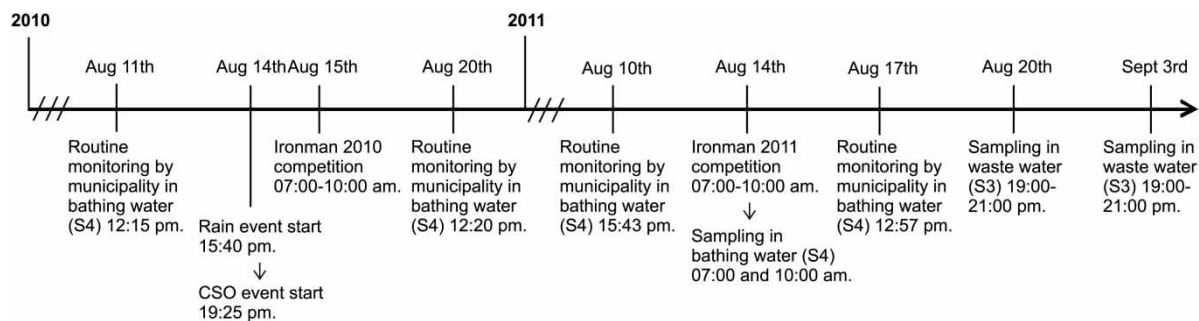 2010
2011
Aug 11th
Aug 14th
Aug 15th
Aug 20th
Aug 10th
Aug 14th
Aug 17th
Aug 20th
Sept 3rd
Routine
monitoring by
municipality in
bathing water
(S4) 12:15 pm.
Rain event start
15:40 pm.
CSO event start
19:25 pm.
Ironman 2010
competition
07:00-10:00 am.
Routine
monitoring by
municipality in
bathing water
(S4) 12:20 pm.
Routine
monitoring by
municipality in
bathing water
(S4) 15:43 pm.
Ironman 2011
competition
07:00-10:00 am.
Sampling in
bathing water (S4)
07:00 and 10:00 am.
Routine
monitoring by
municipality in
bathing water
(S4) 12:57 pm.
Sampling in
waste water
(S3) 19:00-
21:00 pm.
Sampling in
waste water
(S3) 19:00-
21:00 pm.